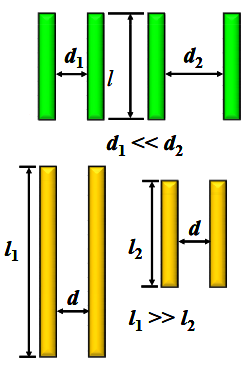 d₁ l d₂
d₁ << d₂
l₁ d l₂ d
l₁ >> l₂